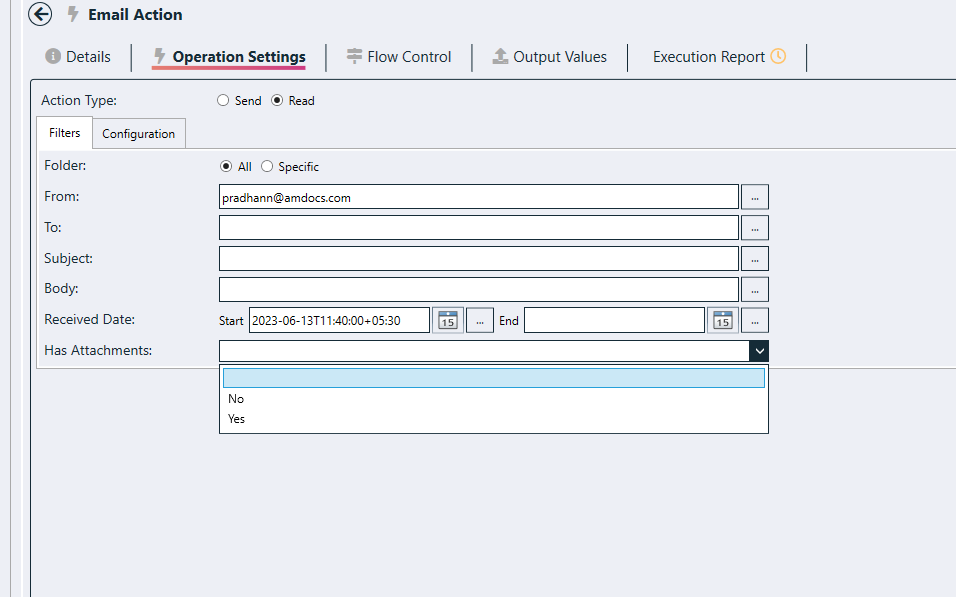 Email Action
Details Operation Settings Flow Control Output Values Execution Report
Action Type: Send Read
Filters Configuration
Folder: All Specific
From: pradhann@amdocs.com ...
To: ...
Subject: ...
Body: ...
Received Date: Start 2023-06-13T11:40:00+05:30 15 ... End 15 ...
Has Attachments:
No
Yes